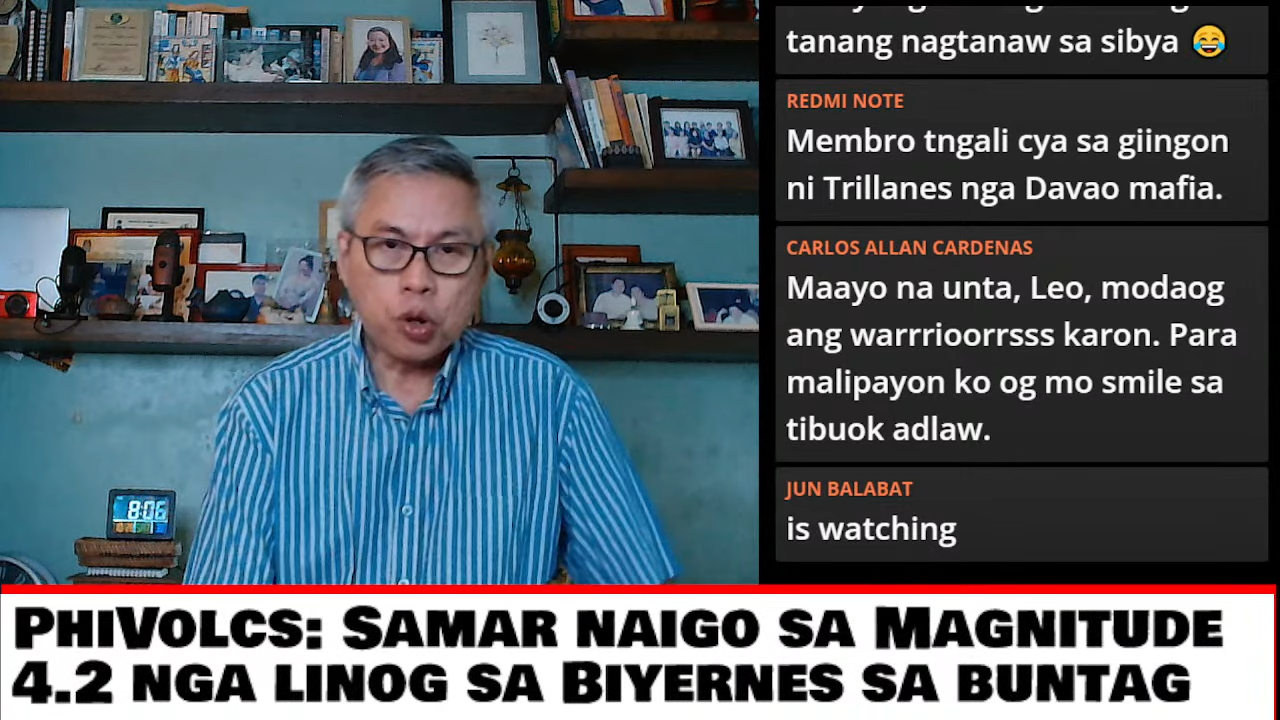 tanang nagtanaw sa sibya 😂
REDMI NOTE
Membro tngali cya sa giingon
ni Trillanes nga Davao mafia.
CARLOS ALLAN CARDENAS
Maayo na unta, Leo, modaog
ang warrrioorrsss karon. Para
malipayon ko og mo smile sa
tibuok adlaw.
JUN BALABAT
is watching
8:06
PHIVOLCS: SAMAR NAIGO SA MAGNITUDE
4.2 NGA LINOG SA BIYERNES SA BUNTAG